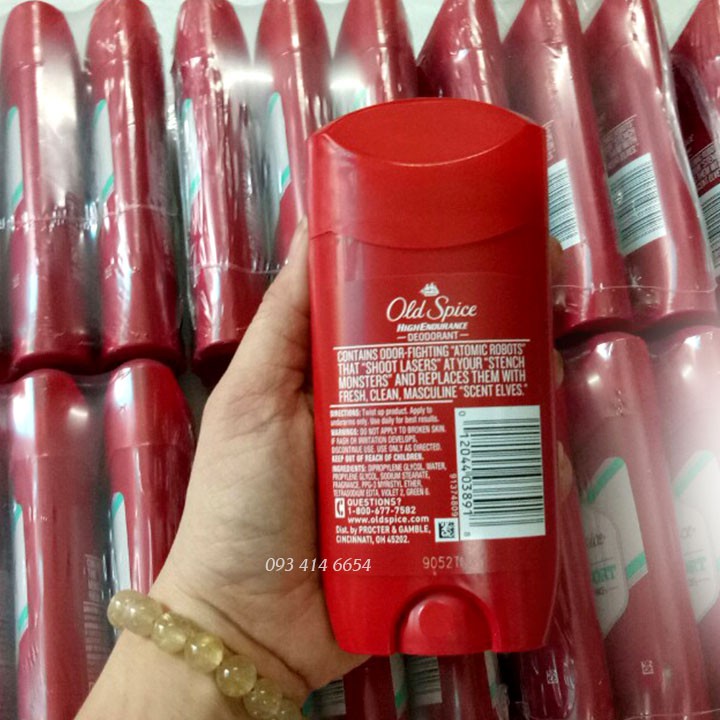 Old Spice
HIGH ENDURANCE
DEODORANT
CONTAINS ODOR-FIGHTING "ATOMIC ROBOTS"
THAT "SHOOT LASERS" AT YOUR "STENCH
MONSTERS" AND REPLACES THEM WITH
FRESH, CLEAN, MASCULINE "SCENT ELVES."
DIRECTIONS: Twist up product. Apply to
underarms only. Use daily for best results.
WARNINGS: DO NOT APPLY TO BROKEN SKIN.
IF RASH OR IRRITATION DEVELOPS,
DISCONTINUE USE. USE ONLY AS DIRECTED.
KEEP OUT OF REACH OF CHILDREN.
INGREDIENTS: DIPROPYLENE GLYCOL, WATER,
PROPYLENE GLYCOL, SODIUM STEARATE,
FRAGRANCE, PPG-3 MYRISTYL ETHER,
TETRASODIUM EDTA, VIOLET 2, GREEN 6.
QUESTIONS?
1-800-677-7582
www.oldspice.com
Dist. by PROCTER & GAMBLE,
CINCINNATI, OH 45202.
0 12044 03891 8
91374809
9052
093 414 6654